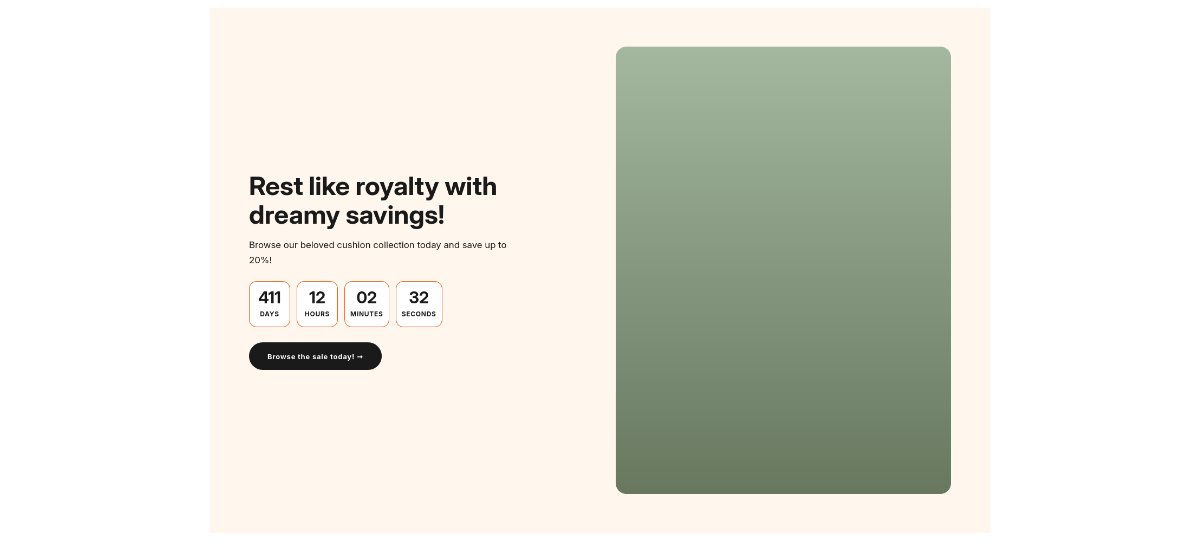 Rest like royalty with
dreamy savings!
Browse our beloved cushion collection today and save up to
20%!
411 12 02 32
DAYS HOURS MINUTES SECONDS
Browse the sale today! →